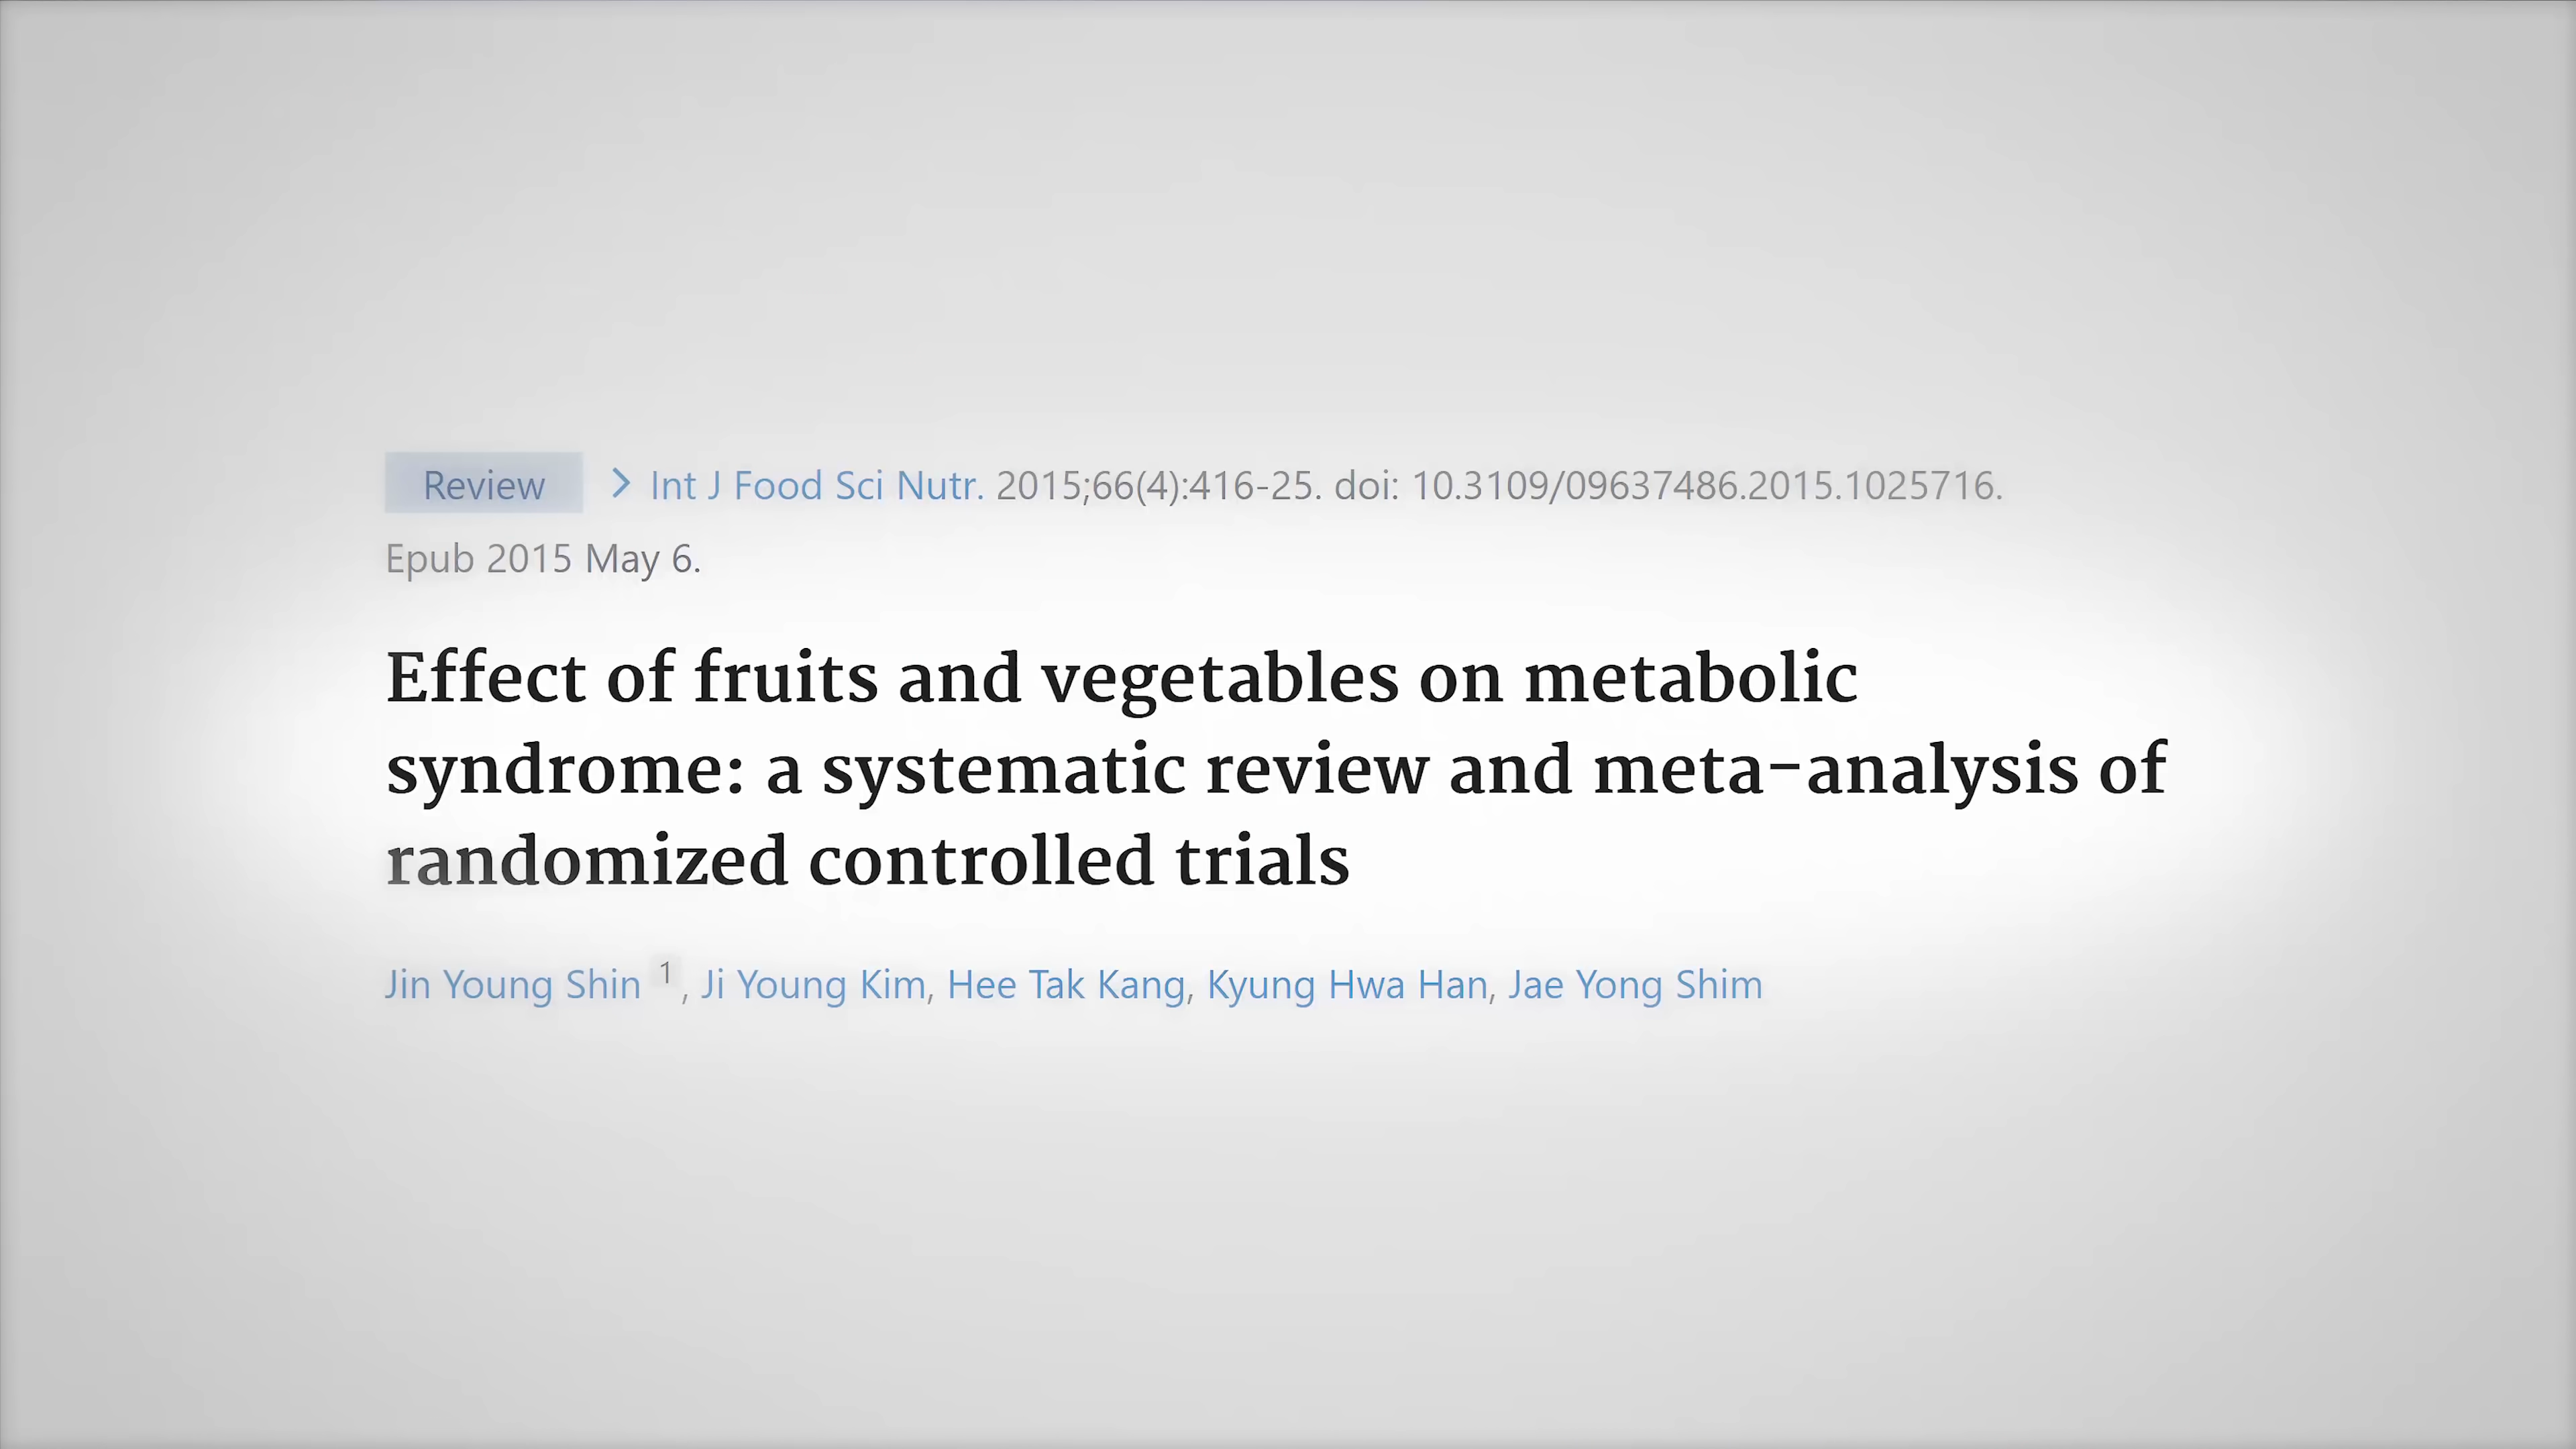 Review > Int J Food Sci Nutr. 2015;66(4):416-25. doi: 10.3109/09637486.2015.1025716.
Epub 2015 May 6.
Effect of fruits and vegetables on metabolic
syndrome: a systematic review and meta-analysis of
randomized controlled trials
Jin Young Shin 1, Ji Young Kim, Hee Tak Kang, Kyung Hwa Han, Jae Yong Shim